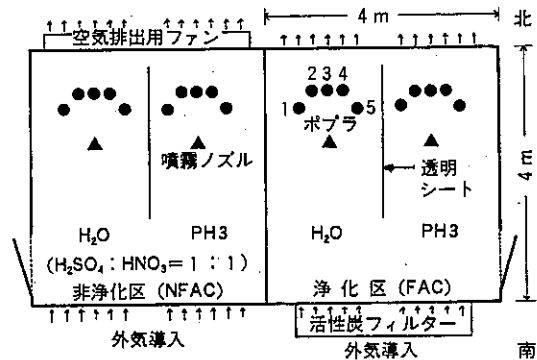 4 m
北
空気排出用ファン
2 3 4
1
5
ポプラ
噴霧ノズル
透明
シート
4 m
H₂O
PH3
H₂O
PH3
(H₂SO₄：HNO₃＝1：1)
非浄化区 (NFAC)
浄化区 (FAC)
活性炭フィルター
外気導入
外気導入
南